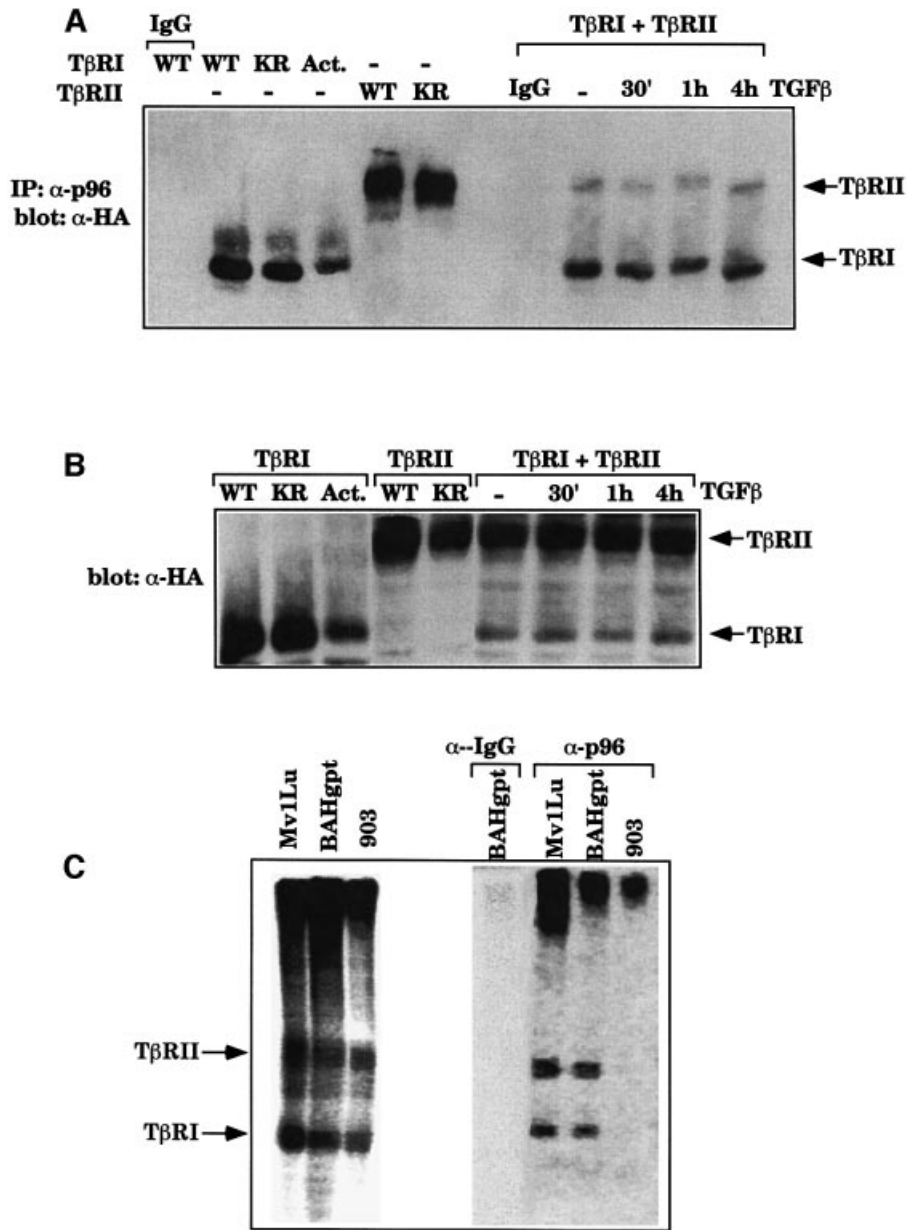 A
IgG
TβRI + TβRII
TβRI WT WT KR Act. - -
TβRII - - - WT KR IgG - 30' 1h 4h TGFβ
IP: α-p96
blot: α-HA
TβRII
TβRI
B
TβRI TβRII TβRI + TβRII
WT KR Act. WT KR - 30' 1h 4h TGFβ
blot: α-HA
TβRII
TβRI
C
α--IgG α-p96
Mv1Lu BAHgpt 903 BAHgpt Mv1Lu BAHgpt 903
TβRII
TβRI